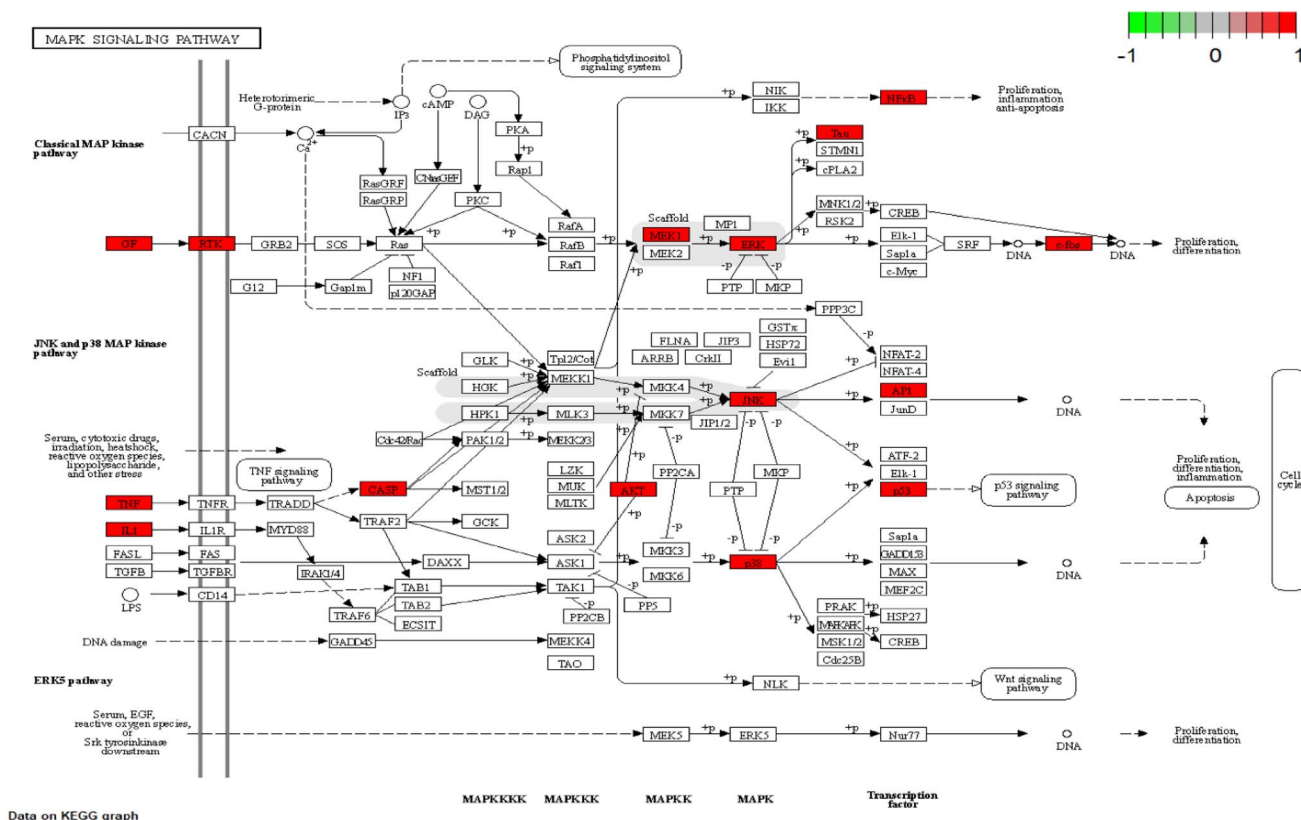 -1 0 1
MAPK SIGNALING PATHWAY
Phosphatidylinositol
signaling system
Heterotorimeric
G-protein
IP3
cAMP
DAG
PKA
+p
NIK
IKK
+p
NFκB
Proliferation,
inflammation
anti-apoptosis
Classical MAP kinase
pathway
CACN
Ca2+
Rap1
+p
Tau
STMN1
cPLA2
+p
RasGRF
RasGRP
CNrasGEF
PKC
MNK1/2
RSK2
+p
CREB
RafA
Scaffold
MP1
GF
RTK
GRB2
SOS
Ras
+p
+p
RafB
Raf1
+p
MEK1
MEK2
+p
ERK
+p
Elk-1
Sap1a
c-Myc
SRF
DNA
c-fos
DNA
Proliferation,
differentiation
G12
Gap1m
NF1
p120GAP
-p
-p
PTP
MKP
+p
PPP3C
-p
JNK and p38 MAP kinase
pathway
GSTπ
HSP72
Evi1
FLNA
JIP3
ARRB
CrkII
NFAT-2
NFAT-4
GLK
+p
Tpl2/Cot
Scaffold
HGK
MEKK1
+p
MKK4
+p
JNK
+p
AP1
JunD
DNA
HPK1
+p
MLK3
+p
MKK7
+p
JIP1/2
Cdc42/Rac
PAK1/2
+p
MEKK2/3
-p
-p
-p
Serum, cytotoxic drugs,
irradiation, heatshock,
reactive oxygen species,
lipopolysaccharide,
and other stress
TNF signaling
pathway
LZK
MUK
MLTK
PP2CA
PTP
MKP
+p
ATF-2
Elk-1
p53
p53 signaling
pathway
Proliferation,
differentiation,
inflammation
Apoptosis
Cell
cycle
TNF
TNFR
TRADD
CASP
MST1/2
AKT
IL1
IL1R
MYD88
TRAF2
GCK
ASK2
-p
-p
-p
-p
FASL
FAS
DAXX
ASK1
+p
MKK3
MKK6
+p
p38
+p
Sap1a
GADD153
MAX
MEF2C
DNA
TGFB
TGFBR
IRAK1/4
LPS
CD14
TAB1
TAB2
ECSIT
TRAF6
TAK1
-p
PP2CB
-p
PP5
+p
PRAK
MAPKAPK
MSK1/2
Cdc25B
+p
+p
HSP27
CREB
DNA damage
GADD45
MEKK4
TAO
ERK5 pathway
+p
NLK
Wnt signaling
pathway
Serum, EGF,
reactive oxygen species,
or
Srk tyrosinkinase
downstream
MEK5
+p
ERK5
+p
Nur77
DNA
Proliferation,
differentiation
MAPKKKK
MAPKKK
MAPKK
MAPK
Transcription
factor
Data on KEGG graph